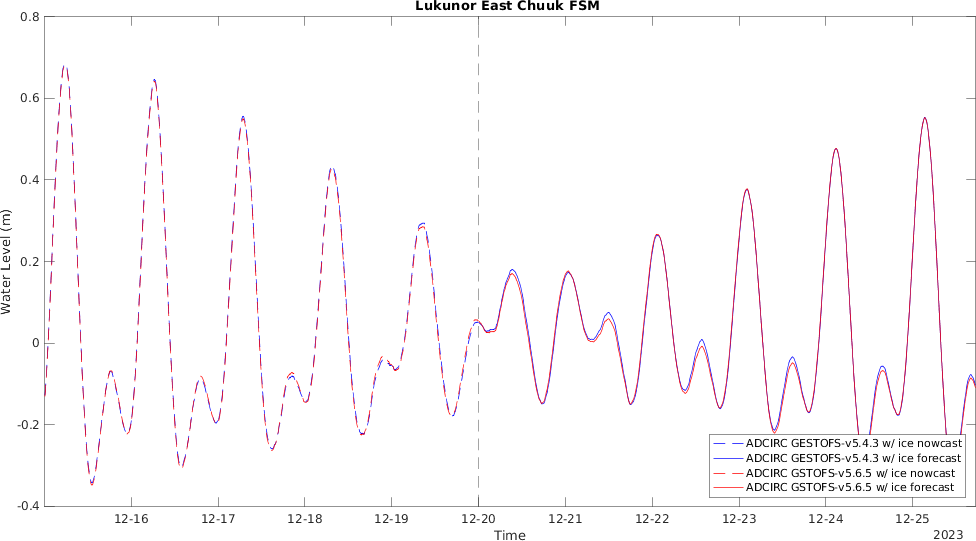 Lukunor East Chuuk FSM
0.8
0.6
0.4
0.2
0
-0.2
-0.4
Water Level (m)
ADCIRC GESTOFS-v5.4.3 w/ ice nowcast
ADCIRC GESTOFS-v5.4.3 w/ ice forecast
ADCIRC GSTOFS-v5.6.5 w/ ice nowcast
ADCIRC GSTOFS-v5.6.5 w/ ice forecast
12-16 12-17 12-18 12-19 12-20 12-21 12-22 12-23 12-24 12-25
Time
2023